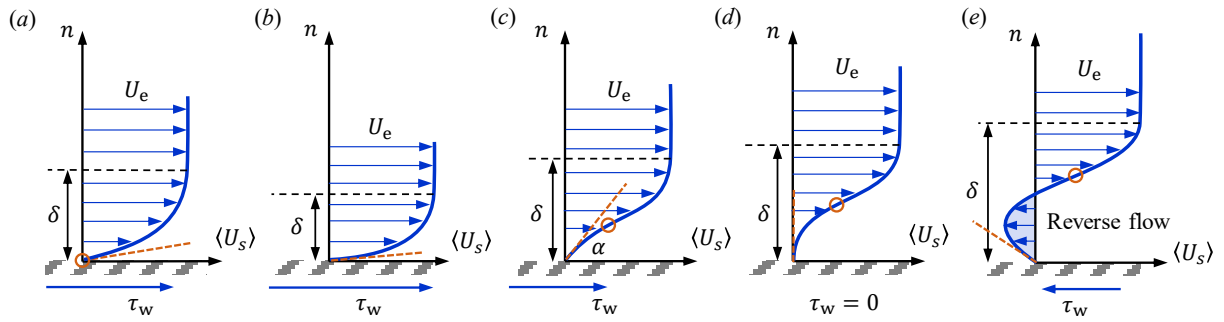 (a)
n
U_e
δ
⟨U_s⟩
τ_w
(b)
n
U_e
δ
⟨U_s⟩
τ_w
(c)
n
U_e
δ
α
⟨U_s⟩
τ_w
(d)
n
U_e
δ
⟨U_s⟩
τ_w = 0
(e)
n
U_e
δ
Reverse flow
⟨U_s⟩
τ_w